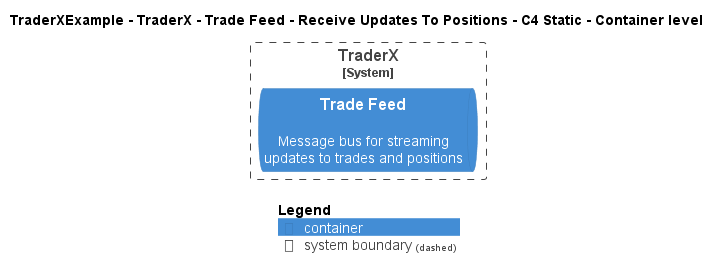 TraderXExample - TraderX - Trade Feed - Receive Updates To Positions - C4 Static - Container level
TraderX
[System]
Trade Feed
Message bus for streaming
updates to trades and positions
Legend
container
system boundary (dashed)